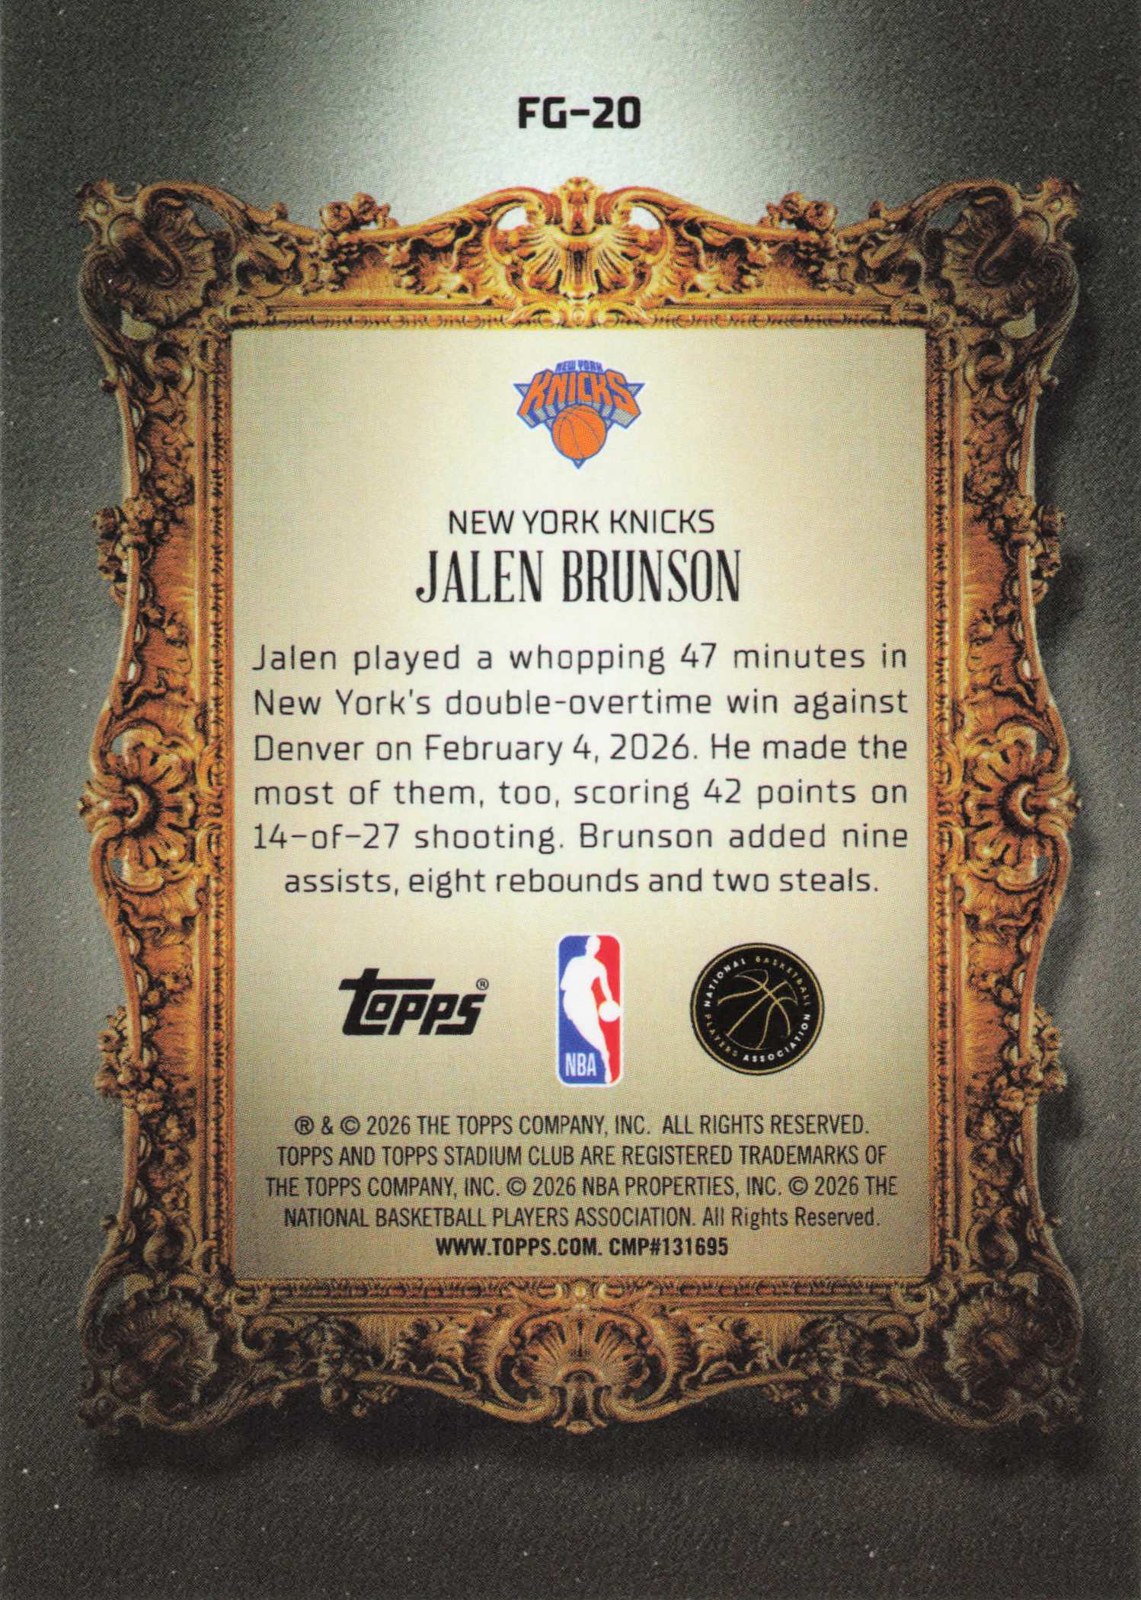 FG-20
NEW YORK
KNICKS
NEW YORK KNICKS
JALEN BRUNSON
Jalen played a whopping 47 minutes in
New York's double-overtime win against
Denver on February 4, 2026. He made the
most of them, too, scoring 42 points on
14-of-27 shooting. Brunson added nine
assists, eight rebounds and two steals.
Topps®
NBA
NATIONAL BASKETBALL
PLAYERS ASSOCIATION
® & © 2026 THE TOPPS COMPANY, INC. ALL RIGHTS RESERVED.
TOPPS AND TOPPS STADIUM CLUB ARE REGISTERED TRADEMARKS OF
THE TOPPS COMPANY, INC. © 2026 NBA PROPERTIES, INC. © 2026 THE
NATIONAL BASKETBALL PLAYERS ASSOCIATION. All Rights Reserved.
WWW.TOPPS.COM. CMP#131695